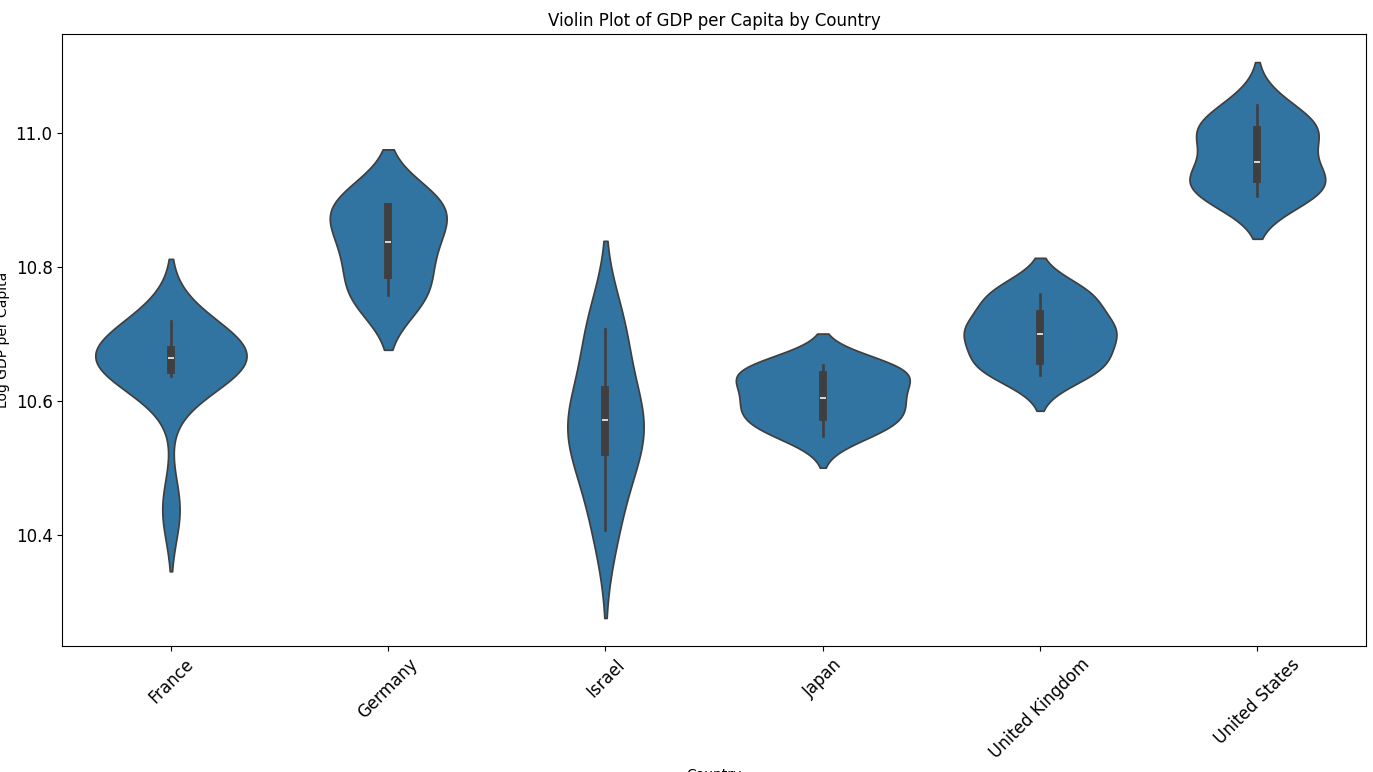 Violin Plot of GDP per Capita by Country
Log GDP per Capita
11.0
10.8
10.6
10.4
France
Germany
Israel
Japan
United Kingdom
United States
Country